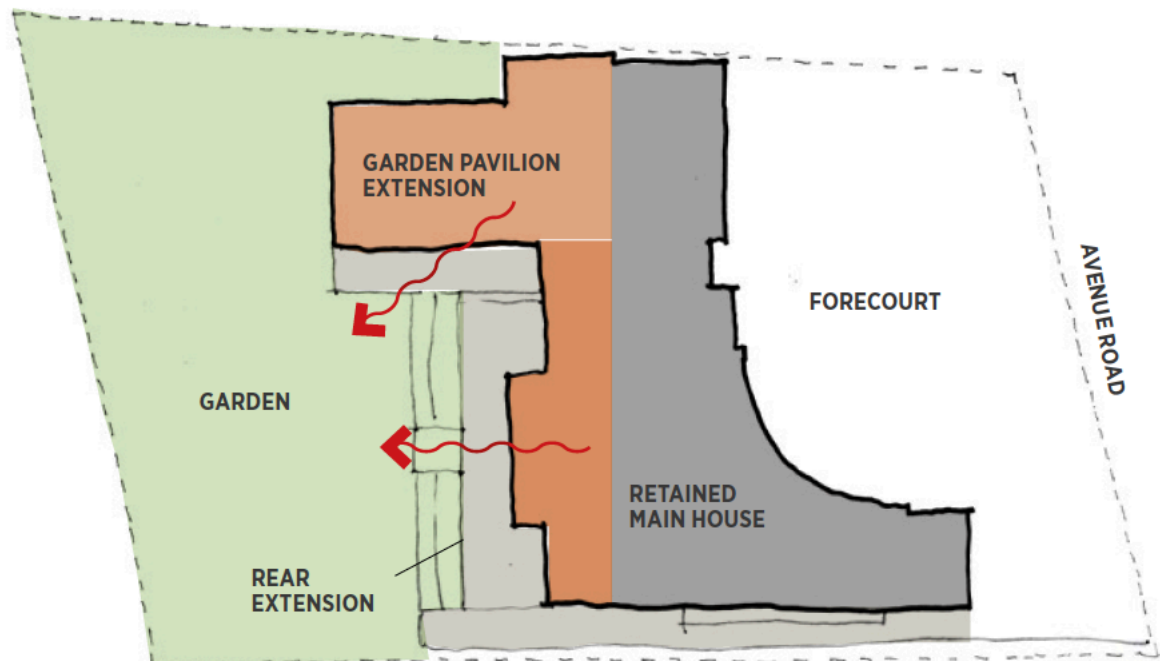 GARDEN PAVILION
EXTENSION
FORECOURT
AVENUE ROAD
GARDEN
RETAINED
MAIN HOUSE
REAR
EXTENSION